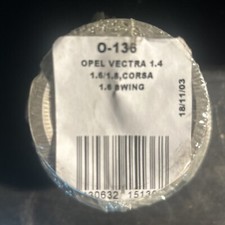 O-136
OPEL VECTRA 1.4
1.6/1.8,CORSA
1.6 SWING
18/11/03